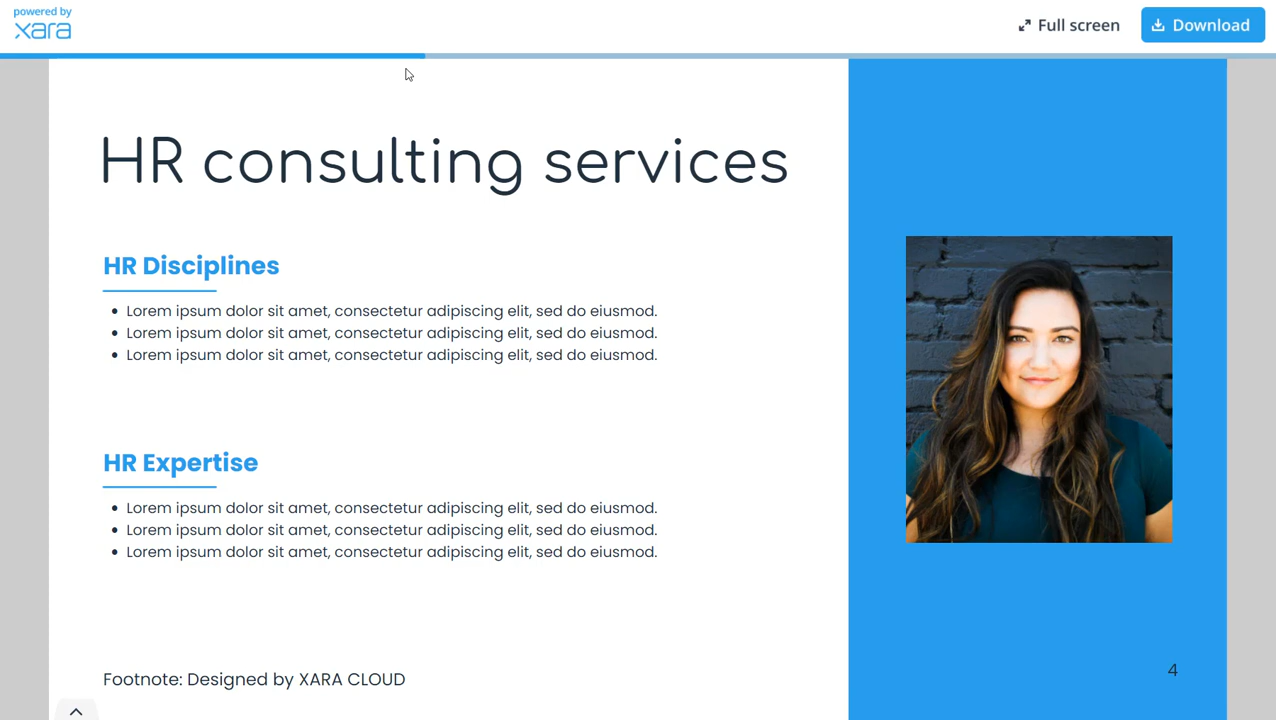 powered by
xara
Full screen
Download
HR consulting services
HR Disciplines
• Lorem ipsum dolor sit amet, consectetur adipiscing elit, sed do eiusmod.
• Lorem ipsum dolor sit amet, consectetur adipiscing elit, sed do eiusmod.
• Lorem ipsum dolor sit amet, consectetur adipiscing elit, sed do eiusmod.
HR Expertise
• Lorem ipsum dolor sit amet, consectetur adipiscing elit, sed do eiusmod.
• Lorem ipsum dolor sit amet, consectetur adipiscing elit, sed do eiusmod.
• Lorem ipsum dolor sit amet, consectetur adipiscing elit, sed do eiusmod.
4
Footnote: Designed by XARA CLOUD